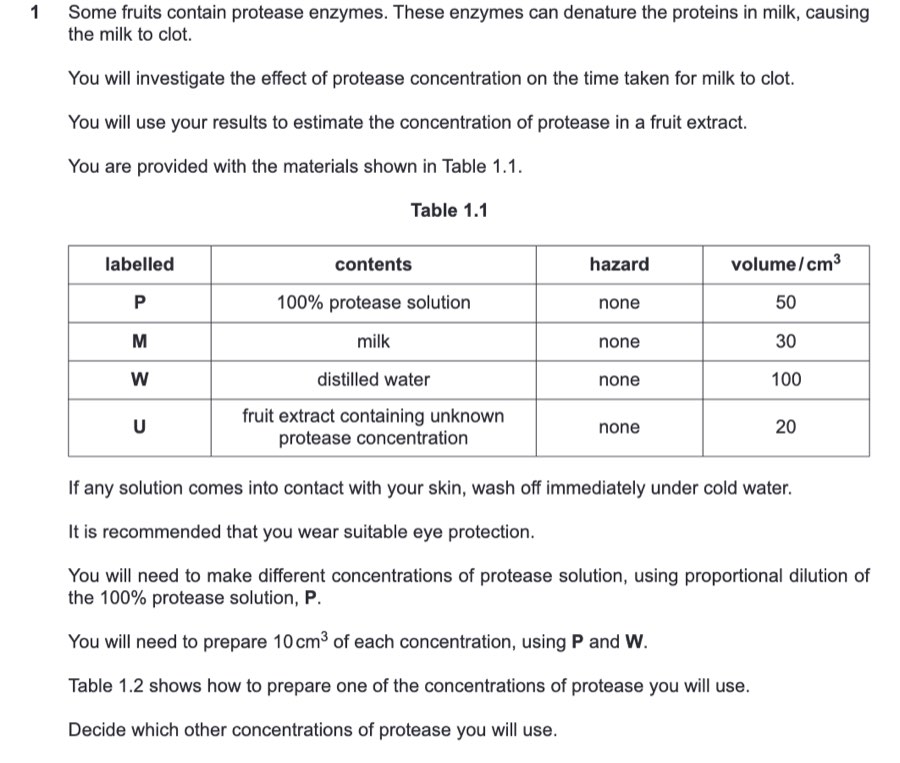 1 Some fruits contain protease enzymes. These enzymes can denature the proteins in milk, causing
the milk to clot.
You will investigate the effect of protease concentration on the time taken for milk to clot.
You will use your results to estimate the concentration of protease in a fruit extract.
You are provided with the materials shown in Table 1.1.
Table 1.1
labelled contents hazard volume / cm³
P 100% protease solution none 50
M milk none 30
W distilled water none 100
U fruit extract containing unknown
protease concentration none 20
If any solution comes into contact with your skin, wash off immediately under cold water.
It is recommended that you wear suitable eye protection.
You will need to make different concentrations of protease solution, using proportional dilution of
the 100% protease solution, P.
You will need to prepare 10 cm³ of each concentration, using P and W.
Table 1.2 shows how to prepare one of the concentrations of protease you will use.
Decide which other concentrations of protease you will use.